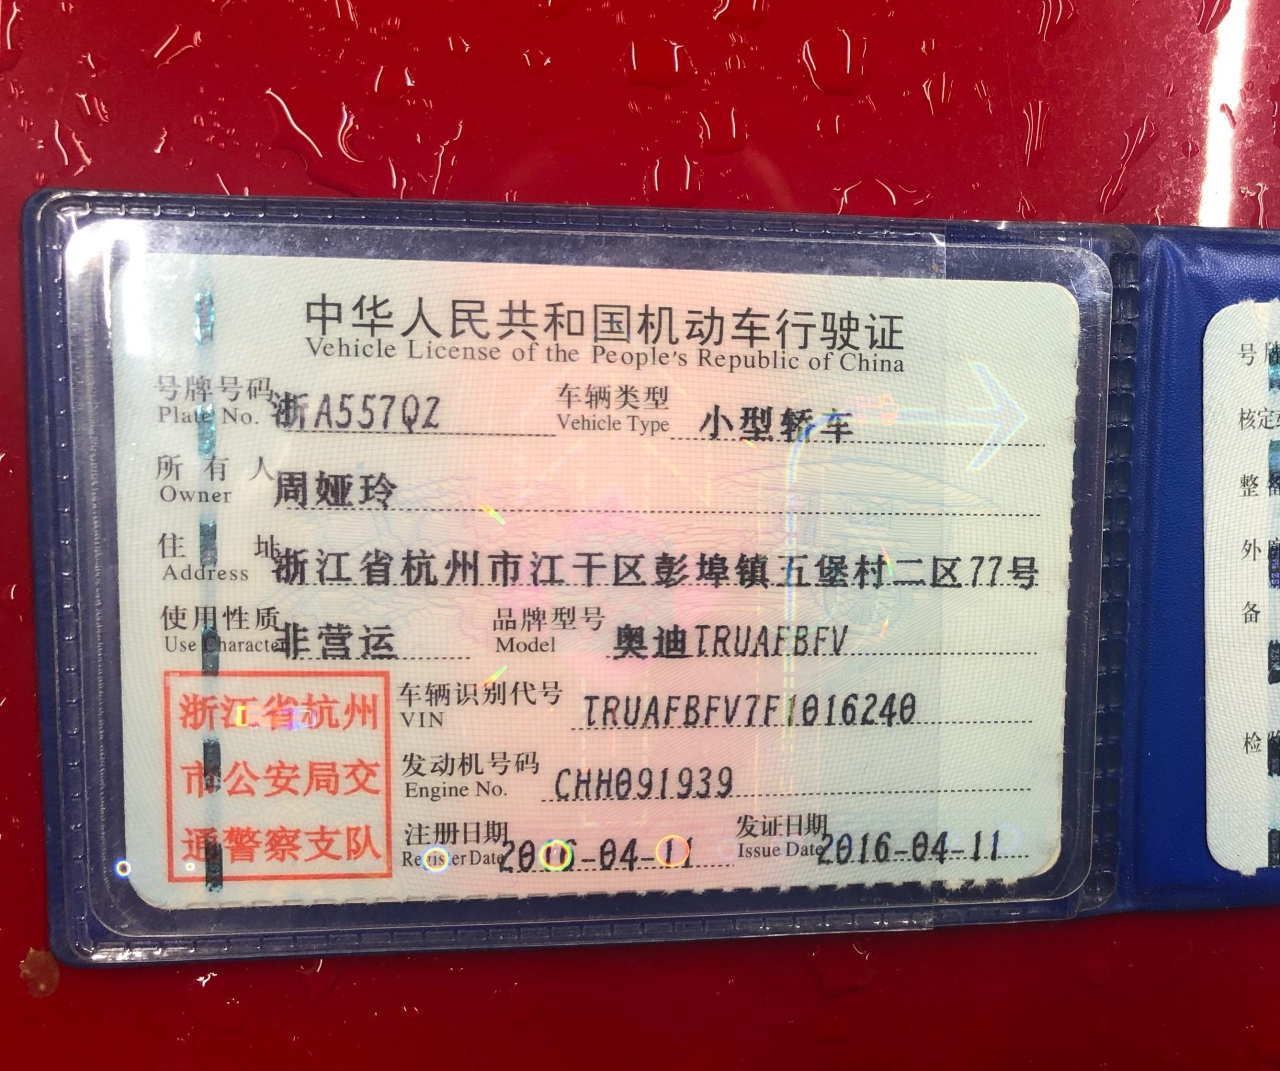 中华人民共和国机动车行驶证
Vehicle License of the People's Republic of China
号牌号码 浙A557QZ 车辆类型 小型轿车
Plate No. Vehicle Type
所有人 周娅玲
Owner
住址 浙江省杭州市江干区彭埠镇五堡村二区77号
Address
使用性质 非营运 品牌型号 奥迪TRUAFBFV
Use Character Model
浙江省杭州
市公安局交
通警察支队
车辆识别代号 TRUAFBFV7F1016240
VIN
发动机号码 CHH091939
Engine No.
注册日期 2016-04-11 发证日期 2016-04-11
Register Date Issue Date
号牌
核定
整备
外
备
检